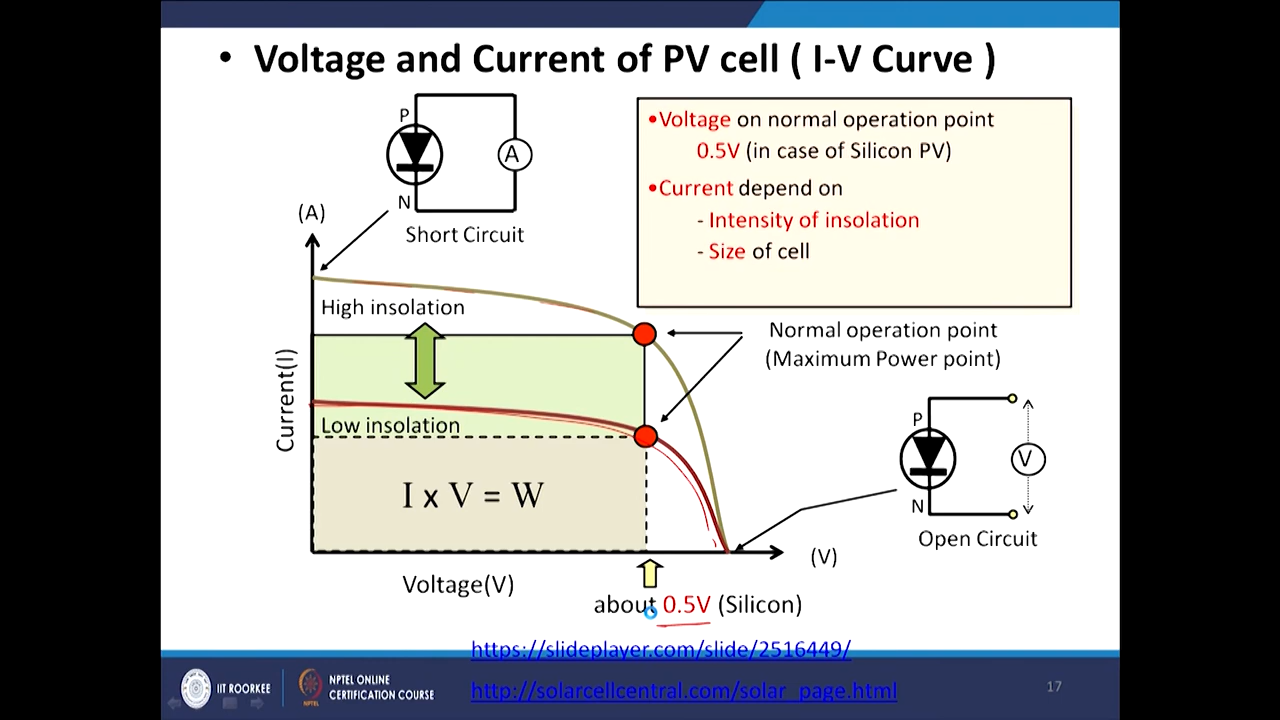 • Voltage and Current of PV cell ( I-V Curve )
P
A
N
Short Circuit
(A)
•Voltage on normal operation point
0.5V (in case of Silicon PV)
•Current depend on
- Intensity of insolation
- Size of cell
High insolation
Normal operation point
(Maximum Power point)
Current(I)
Low insolation
I x V = W
P
V
N
Open Circuit
(V)
Voltage(V)
about 0.5V (Silicon)
https://slideplayer.com/slide/2516449/
IIT ROORKEE
NPTEL
NPTEL ONLINE
CERTIFICATION COURSE
http://solarcellcentral.com/solar_page.html
17